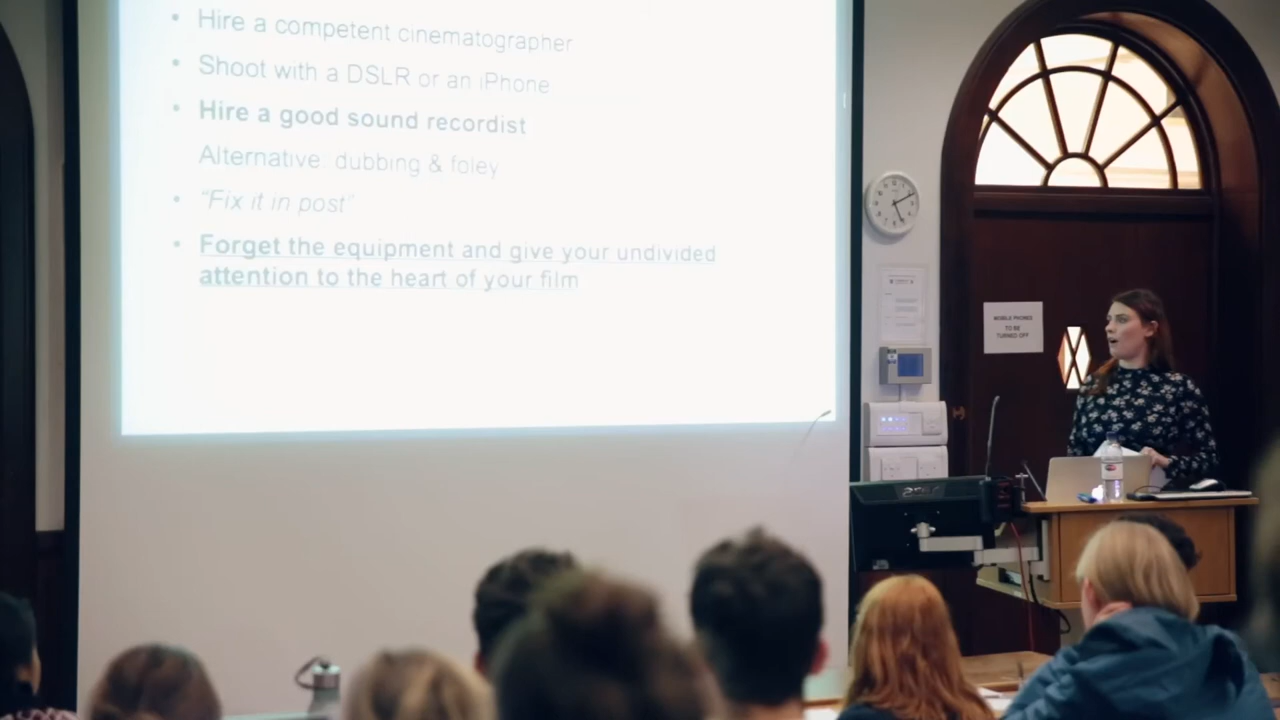 • Hire a competent cinematographer
• Shoot with a DSLR or an iPhone
• Hire a good sound recordist
Alternative: dubbing & foley
• "Fix it in post"
• Forget the equipment and give your undivided
attention to the heart of your film
MOBILE PHONES
TO BE
TURNED OFF